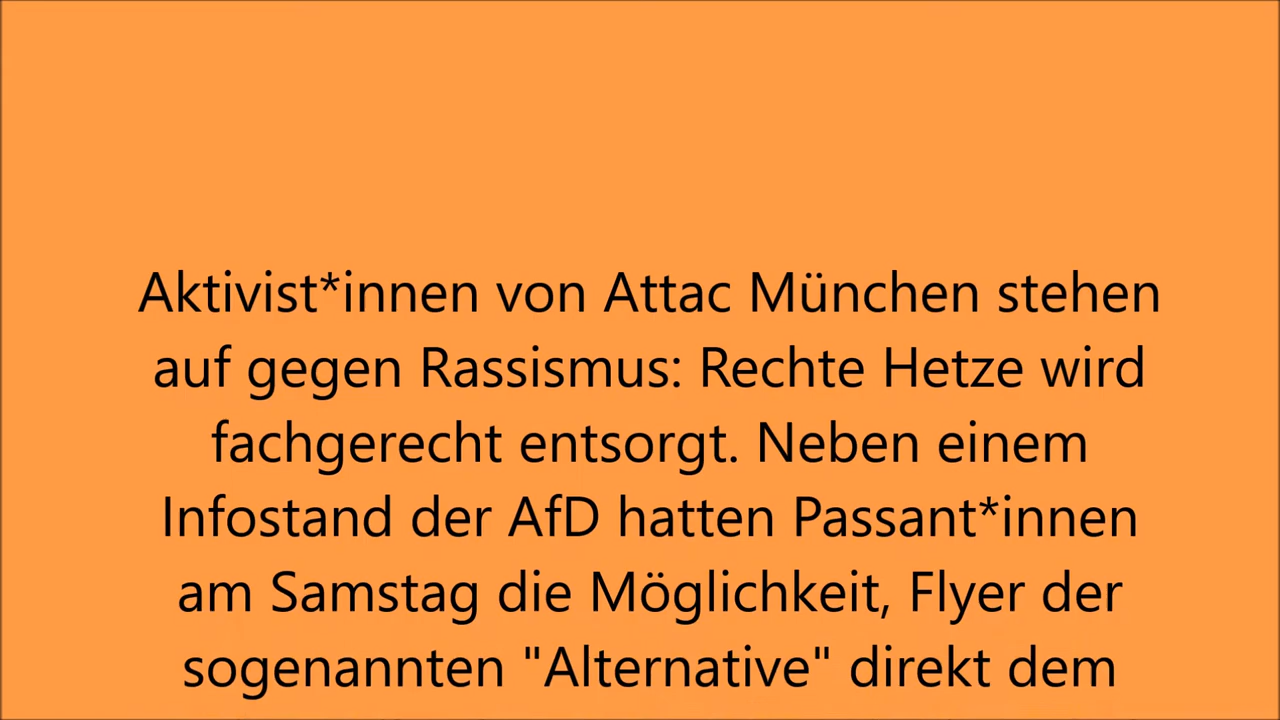 Aktivist*innen von Attac München stehen
auf gegen Rassismus: Rechte Hetze wird
fachgerecht entsorgt. Neben einem
Infostand der AfD hatten Passant*innen
am Samstag die Möglichkeit, Flyer der
sogenannten "Alternative" direkt dem